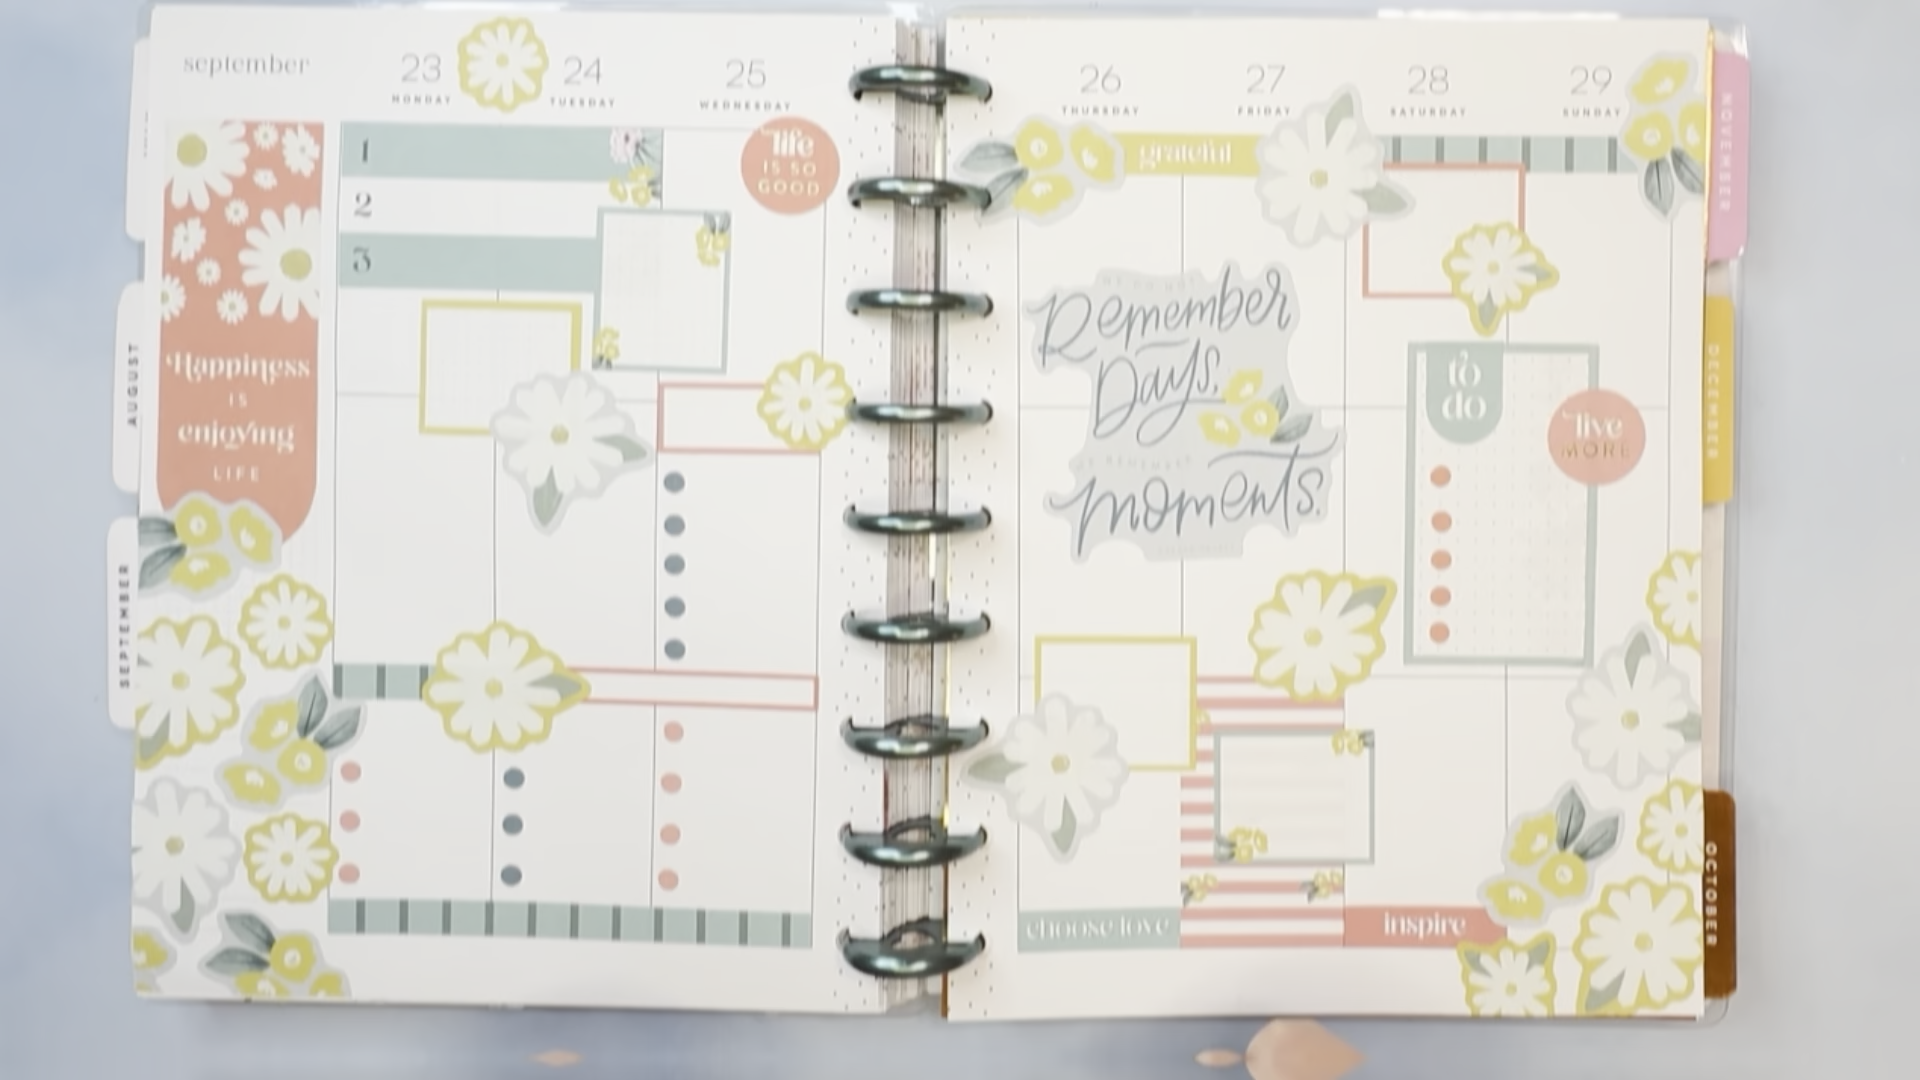 september
23
MONDAY
24
TUESDAY
25
WEDNESDAY
1
2
3
life
IS SO
GOOD
Happiness
IS
enjoying
LIFE
AUGUST
SEPTEMBER
26
THURSDAY
27
FRIDAY
28
SATURDAY
29
SUNDAY
grateful
Remember
Days,
moments.
to
do
live
MORE
choose love
inspire
NOVEMBER
DECEMBER
OCTOBER